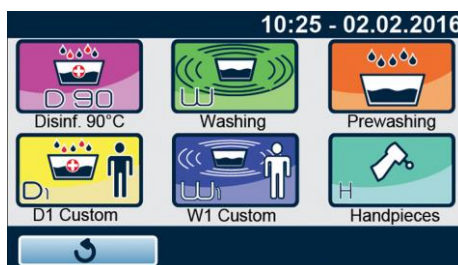 10:25 - 02.02.2016
D 90
W
Disinf. 90°C
Washing
Prewashing
D1
W1
H
D1 Custom
W1 Custom
Handpieces